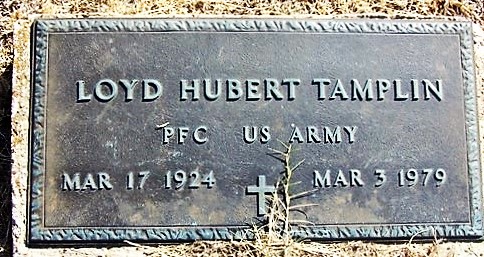 LOYD HUBERT TAMPLIN
PFC US ARMY
MAR 17 1924 MAR 3 1979